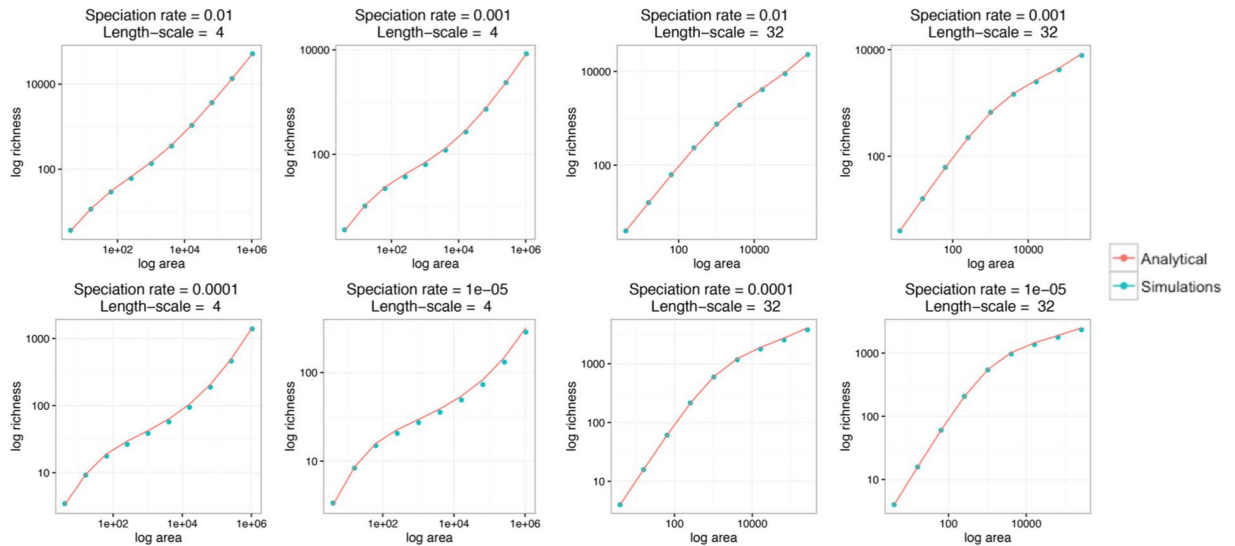 Speciation rate = 0.01
Length−scale = 4
10000
100
1e+02
1e+04
1e+06
log area
log richness
Speciation rate = 0.001
Length−scale = 4
10000
100
1e+02
1e+04
1e+06
log area
log richness
Speciation rate = 0.01
Length−scale = 32
10000
100
100
10000
log area
log richness
Speciation rate = 0.001
Length−scale = 32
10000
100
100
10000
log area
log richness
Analytical
Simulations
Speciation rate = 0.0001
Length−scale = 4
1000
100
10
1e+02
1e+04
1e+06
log area
log richness
Speciation rate = 1e−05
Length−scale = 4
100
10
1e+02
1e+04
1e+06
log area
log richness
Speciation rate = 0.0001
Length−scale = 32
1000
100
10
100
10000
log area
log richness
Speciation rate = 1e−05
Length−scale = 32
1000
100
10
100
10000
log area
log richness